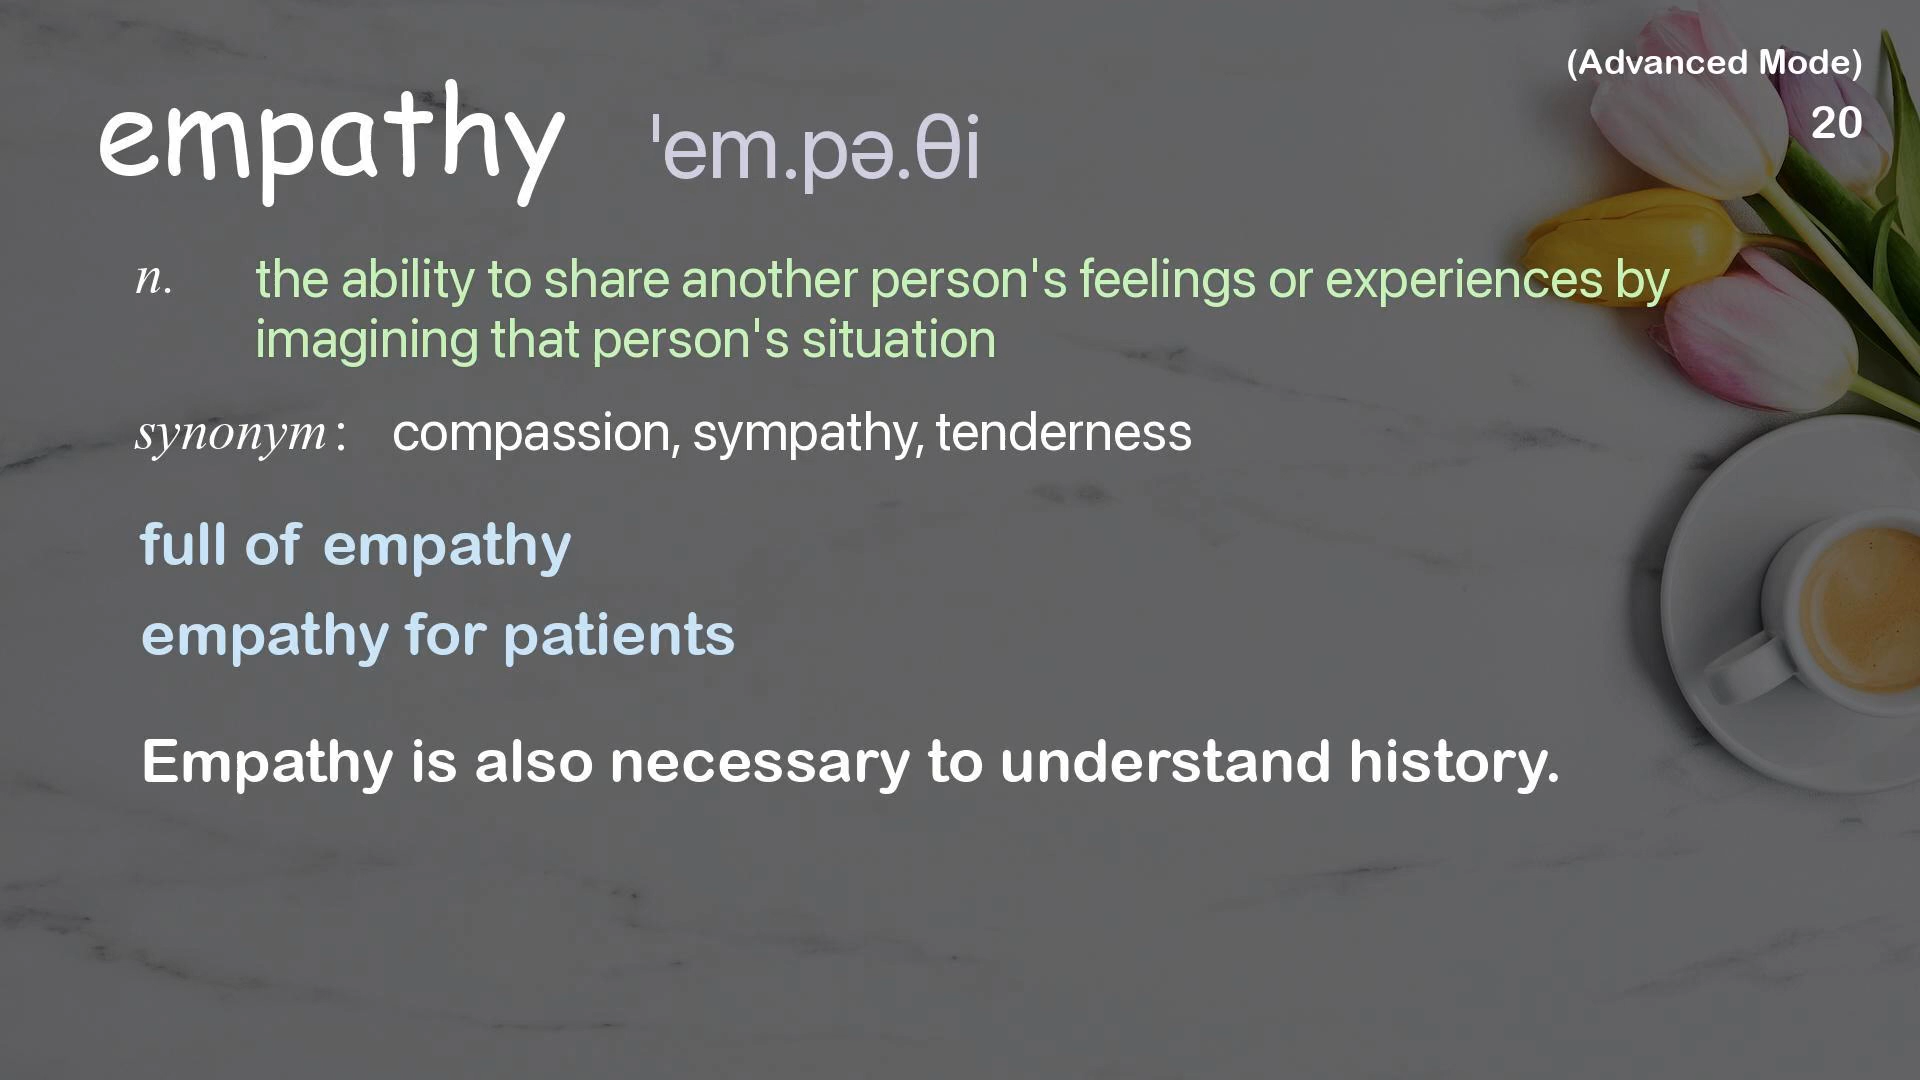 (Advanced Mode)
20
empathy ˈem.pə.θi
n. the ability to share another person's feelings or experiences by
imagining that person's situation
synonym: compassion, sympathy, tenderness
full of empathy
empathy for patients
Empathy is also necessary to understand history.